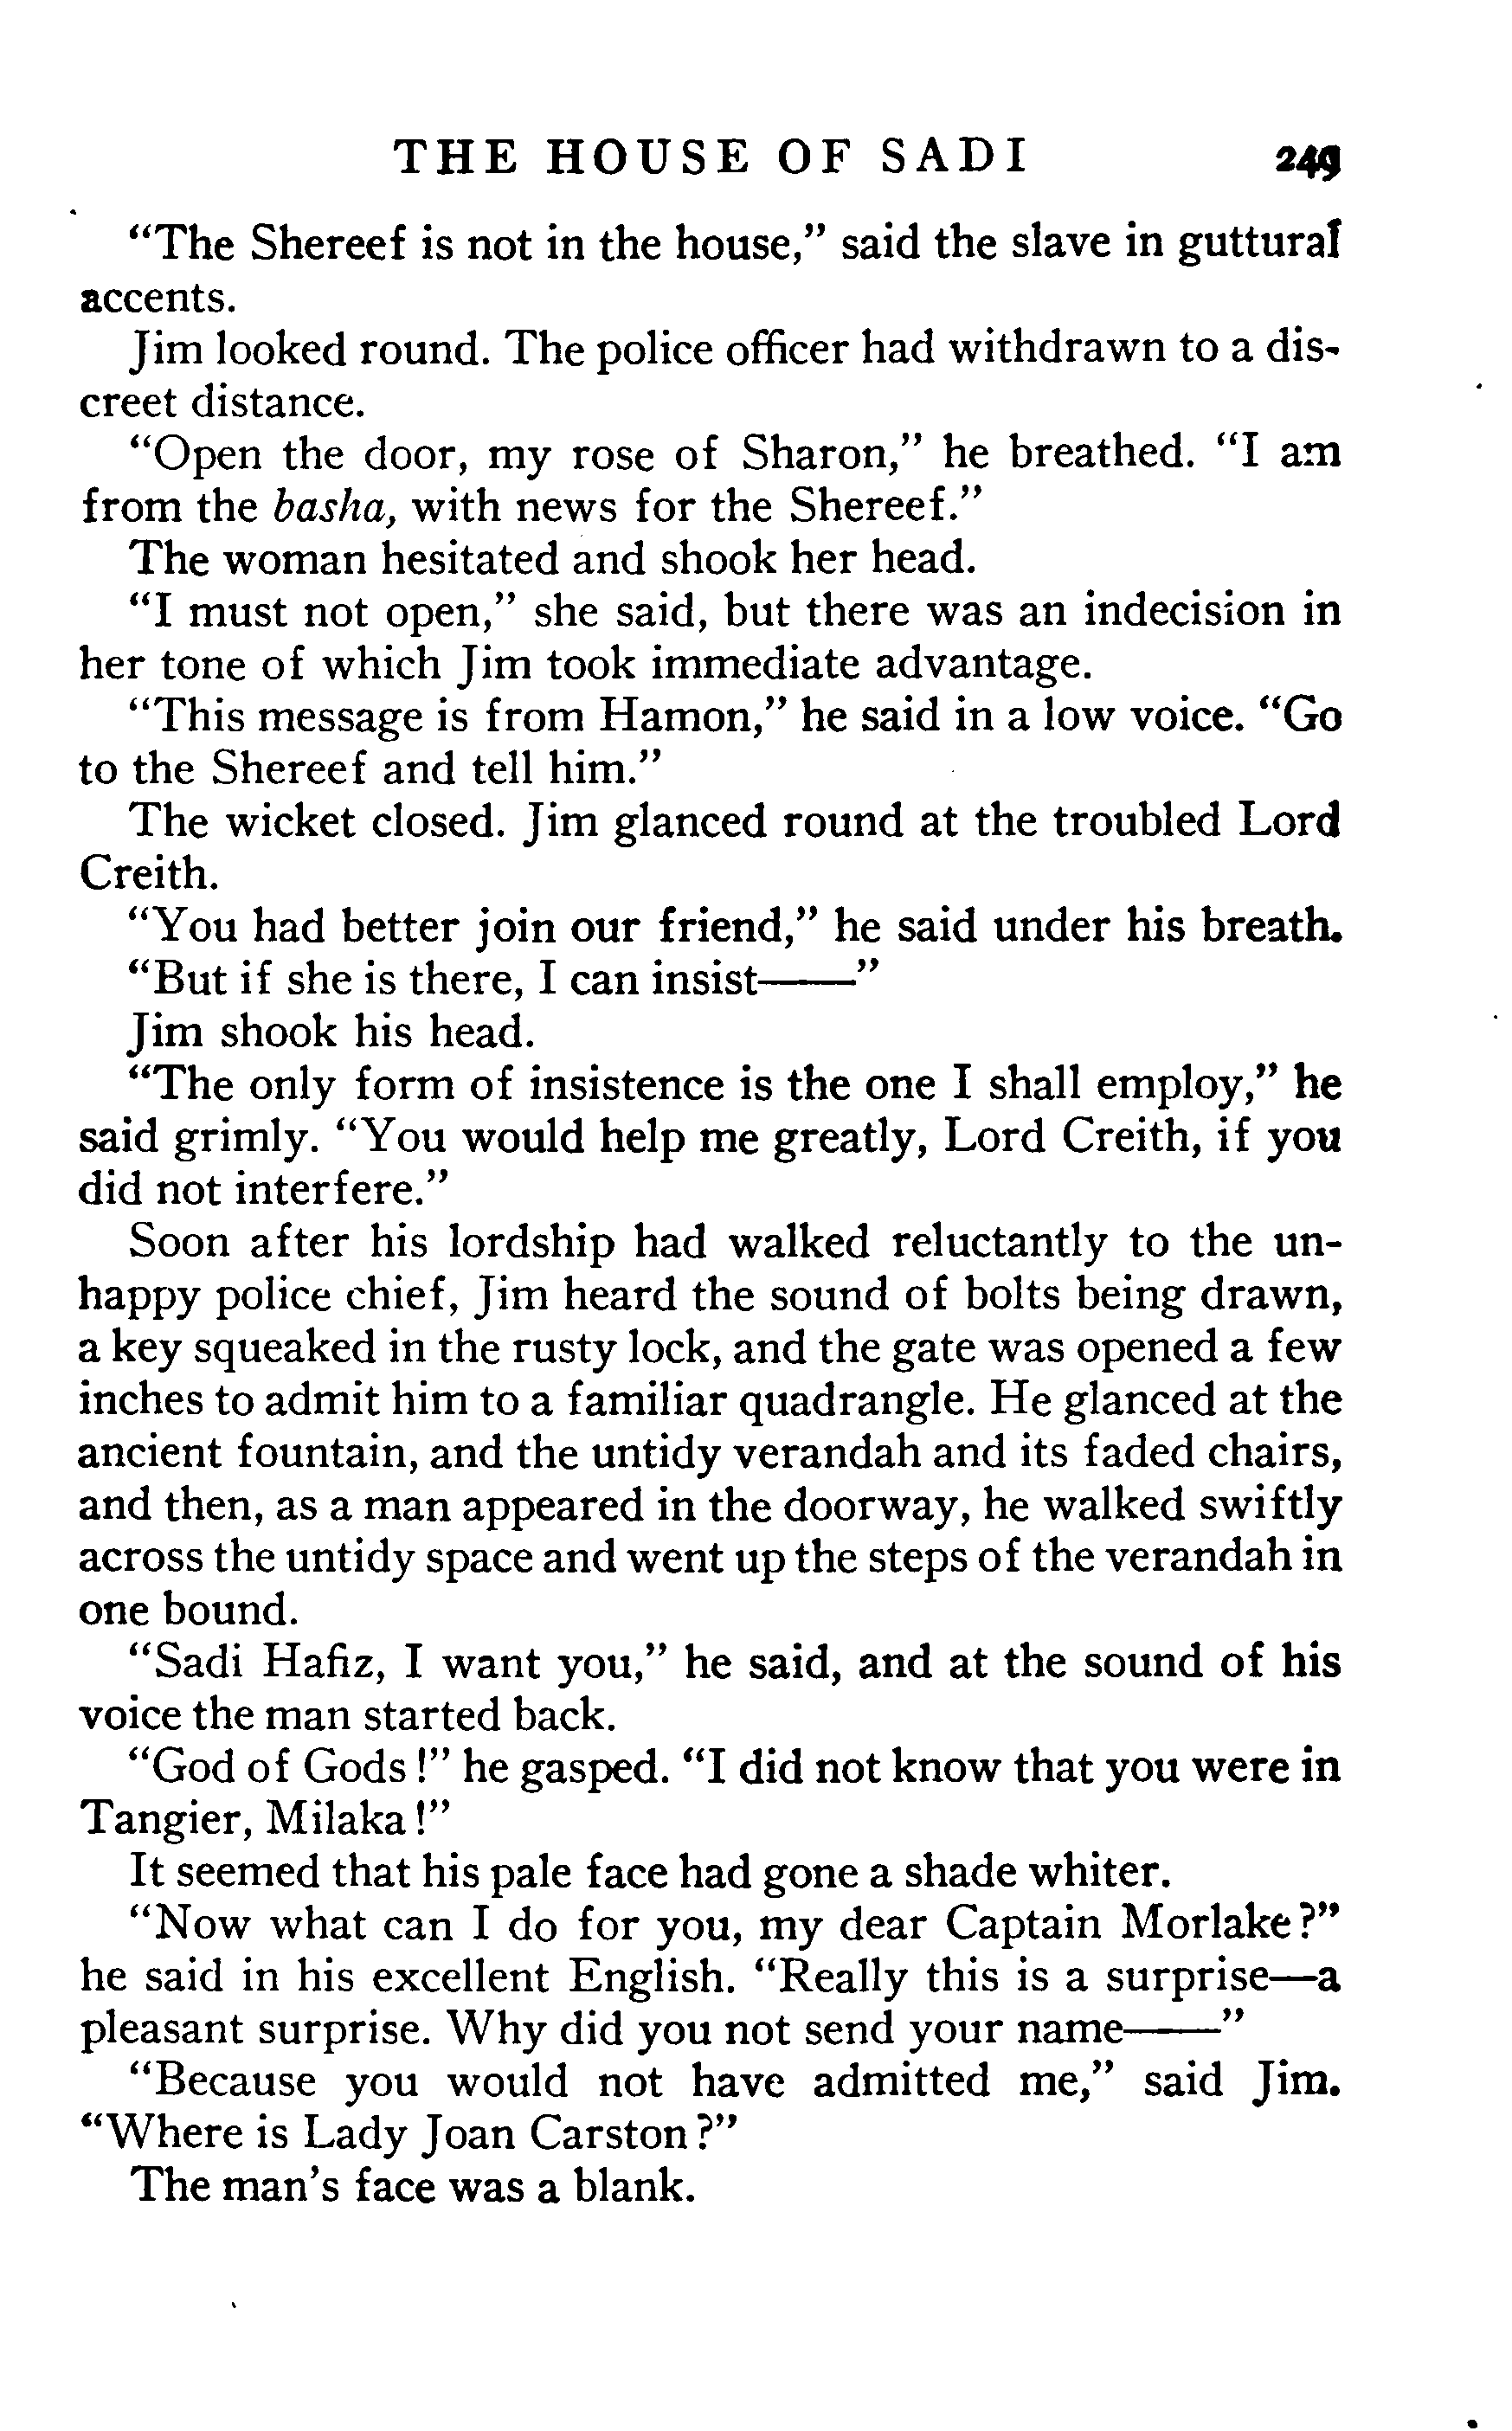 THE HOUSE OF SADI 249
“The Shereef is not in the house,” said the slave in guttural
accents.
Jim looked round. The police officer had withdrawn to a dis-
creet distance.
“Open the door, my rose of Sharon,” he breathed. “I am
from the basha, with news for the Shereef.”
The woman hesitated and shook her head.
“I must not open,” she said, but there was an indecision in
her tone of which Jim took immediate advantage.
“This message is from Hamon,” he said in a low voice. “Go
to the Shereef and tell him.”
The wicket closed. Jim glanced round at the troubled Lord
Creith.
“You had better join our friend,” he said under his breath.
“But if she is there, I can insist——”
Jim shook his head.
“The only form of insistence is the one I shall employ,” he
said grimly. “You would help me greatly, Lord Creith, if you
did not interfere.”
Soon after his lordship had walked reluctantly to the un-
happy police chief, Jim heard the sound of bolts being drawn,
a key squeaked in the rusty lock, and the gate was opened a few
inches to admit him to a familiar quadrangle. He glanced at the
ancient fountain, and the untidy verandah and its faded chairs,
and then, as a man appeared in the doorway, he walked swiftly
across the untidy space and went up the steps of the verandah in
one bound.
“Sadi Hafiz, I want you,” he said, and at the sound of his
voice the man started back.
“God of Gods!” he gasped. “I did not know that you were in
Tangier, Milaka!”
It seemed that his pale face had gone a shade whiter.
“Now what can I do for you, my dear Captain Morlake?”
he said in his excellent English. “Really this is a surprise—a
pleasant surprise. Why did you not send your name——”
“Because you would not have admitted me,” said Jim.
“Where is Lady Joan Carston?”
The man's face was a blank.